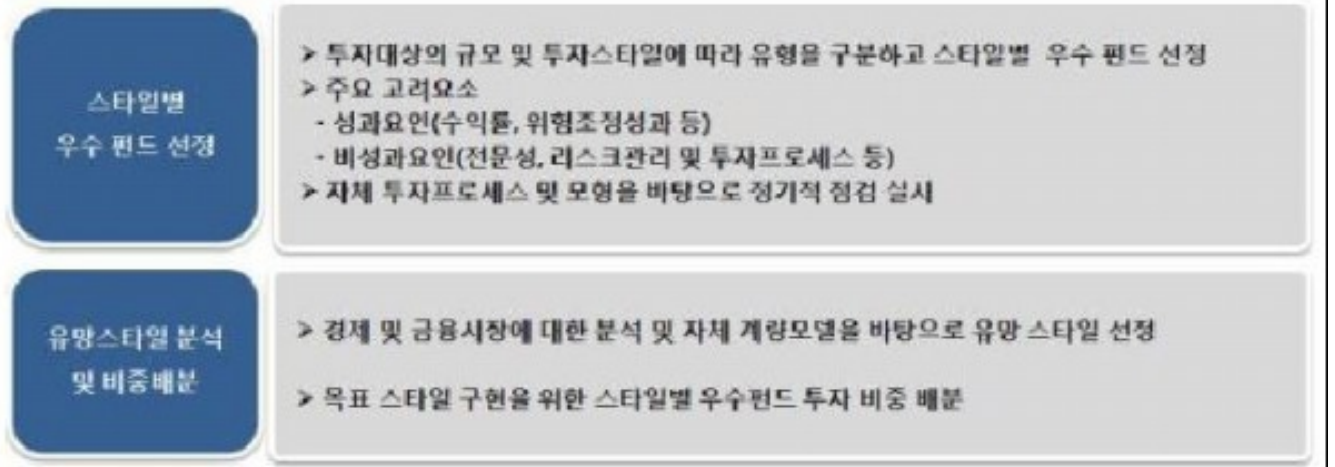 스타일별
우수 펀드 선정
➢ 투자대상의 규모 및 투자스타일에 따라 유형을 구분하고 스타일별 우수 펀드 선정
➢ 주요 고려요소
- 성과요인(수익률, 위험조정성과 등)
- 비성과요인(전문성, 리스크관리 및 투자프로세스 등)
➢ 자체 투자프로세스 및 모형을 바탕으로 정기적 점검 실시
유망스타일 분석
및 비중배분
➢ 경제 및 금융시장에 대한 분석 및 자체 계량모델을 바탕으로 유망 스타일 선정
➢ 목표 스타일 구현을 위한 스타일별 우수펀드 투자 비중 배분